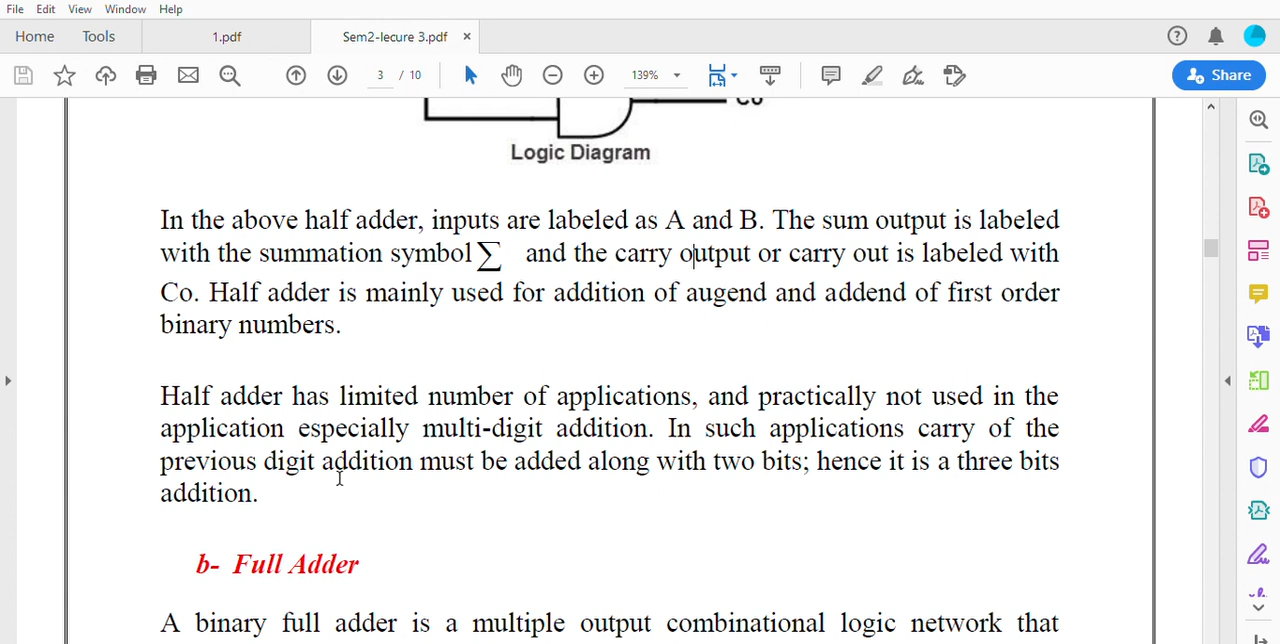 File Edit View Window Help
Home Tools 1.pdf Sem2-lecure 3.pdf ×
3 / 10 139% Share
Co
Logic Diagram
In the above half adder, inputs are labeled as A and B. The sum output is labeled
with the summation symbol ∑ and the carry output or carry out is labeled with
Co. Half adder is mainly used for addition of augend and addend of first order
binary numbers.
Half adder has limited number of applications, and practically not used in the
application especially multi-digit addition. In such applications carry of the
previous digit addition must be added along with two bits; hence it is a three bits
addition.
b- Full Adder
A binary full adder is a multiple output combinational logic network that